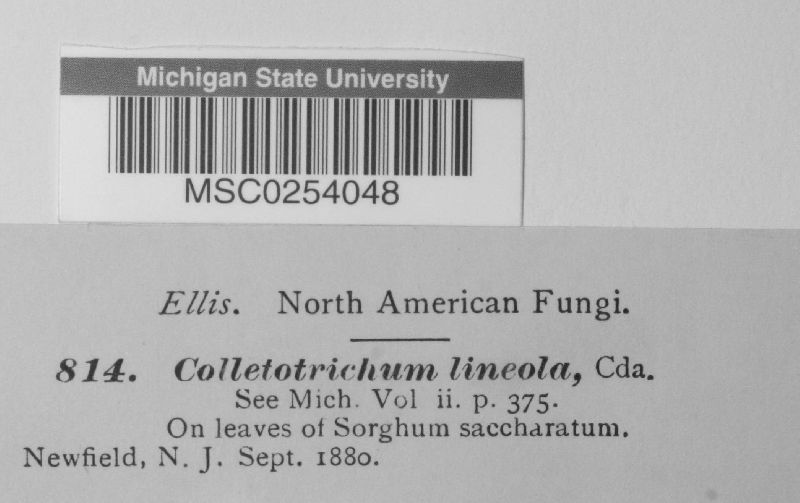 Michigan State University
MSC0254048
Ellis. North American Fungi.
814. Colletotrichum lineola, Cda.
See Mich. Vol ii. p. 375.
On leaves of Sorghum saccharatum.
Newfield, N. J. Sept. 1880.